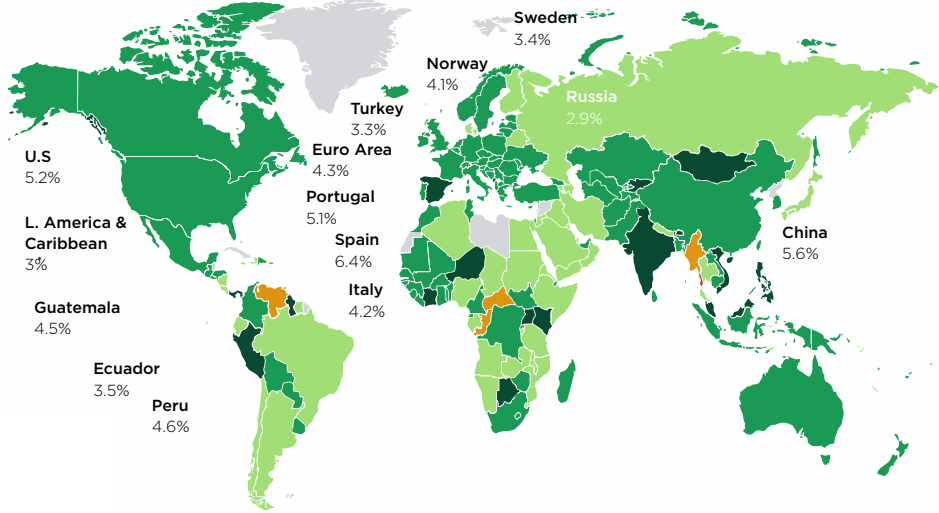 Sweden
3.4%
Norway
4.1%
Russia
2.9%
Turkey
3.3%
Euro Area
4.3%
U.S
5.2%
Portugal
5.1%
L. America &
Caribbean
3%
Spain
6.4%
China
5.6%
Italy
4.2%
Guatemala
4.5%
Ecuador
3.5%
Peru
4.6%